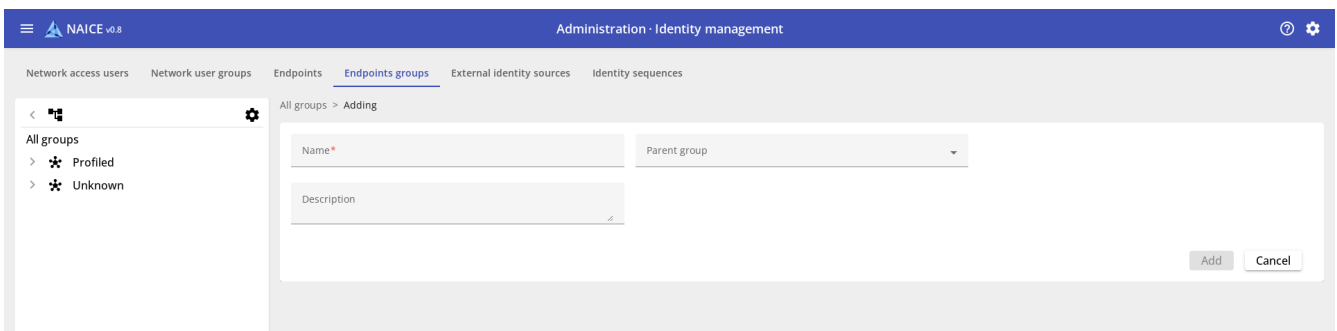 NAICE v0.8
Administration · Identity management
Network access users
Network user groups
Endpoints
Endpoints groups
External identity sources
Identity sequences
All groups > Adding
All groups
Profiled
Unknown
Name*
Parent group
Description
Add
Cancel